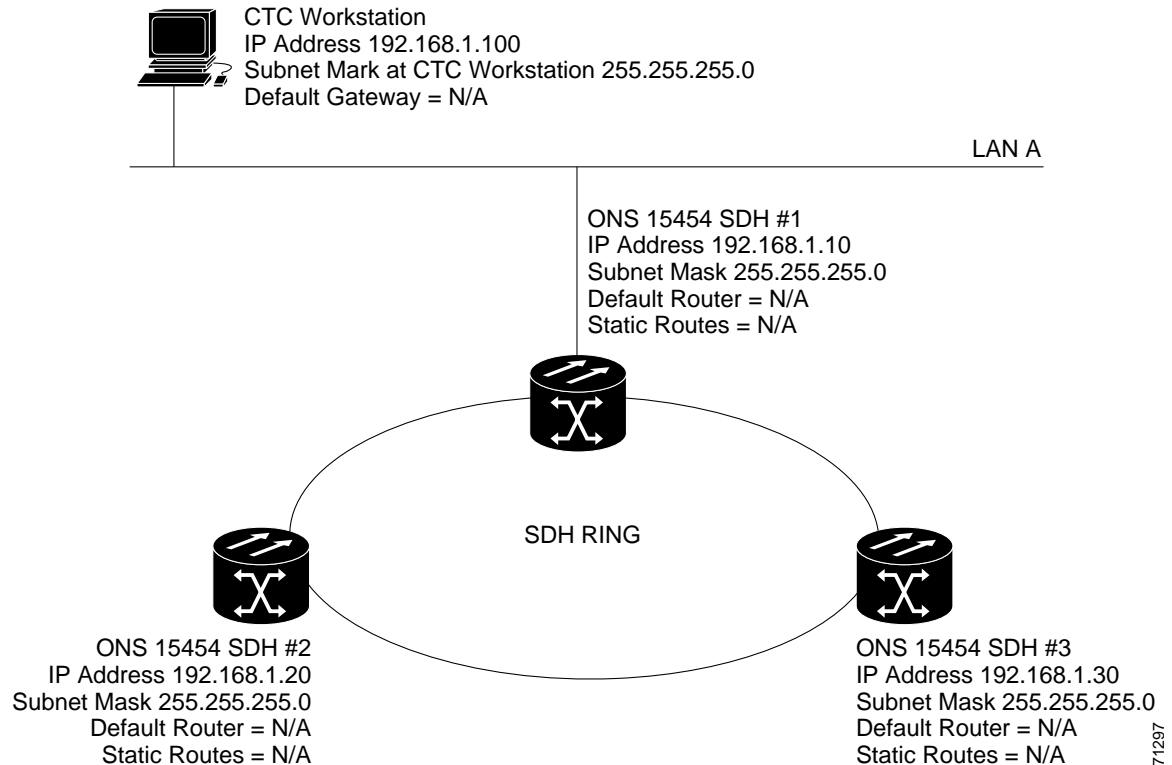 CTC Workstation
IP Address 192.168.1.100
Subnet Mark at CTC Workstation 255.255.255.0
Default Gateway = N/A
LAN A
ONS 15454 SDH #1
IP Address 192.168.1.10
Subnet Mask 255.255.255.0
Default Router = N/A
Static Routes = N/A
SDH RING
ONS 15454 SDH #2
IP Address 192.168.1.20
Subnet Mask 255.255.255.0
Default Router = N/A
Static Routes = N/A
ONS 15454 SDH #3
IP Address 192.168.1.30
Subnet Mask 255.255.255.0
Default Router = N/A
Static Routes = N/A
71297